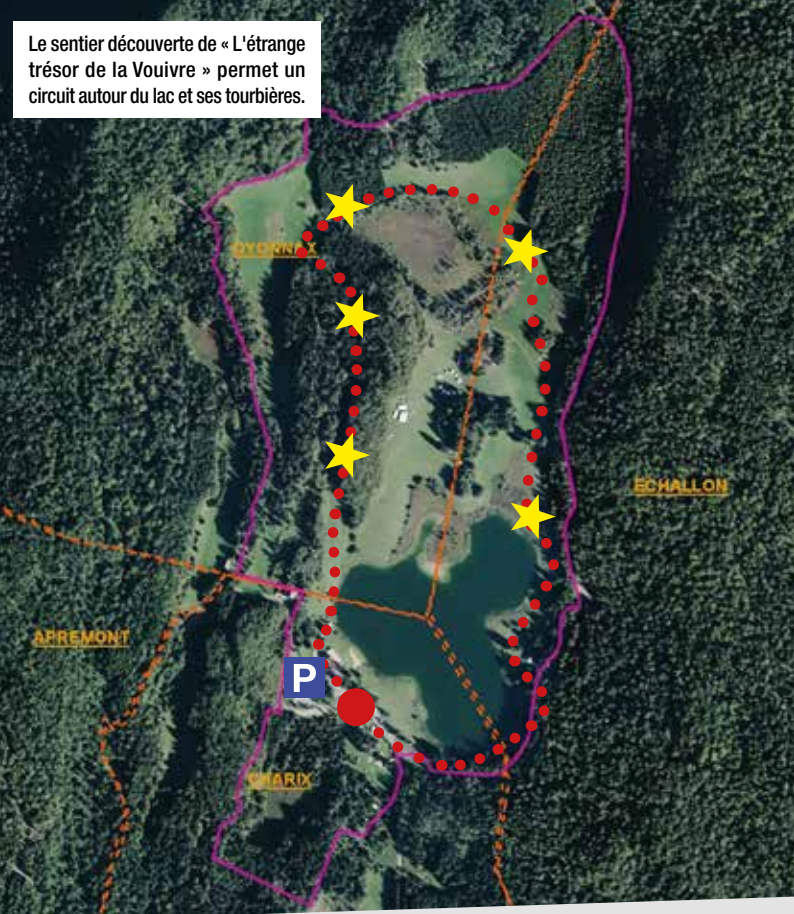 Le sentier découverte de « L'étrange
trésor de la Vouivre » permet un
circuit autour du lac et ses tourbières.
OYONNAX
ECHALLON
APREMONT
P
CHARIX